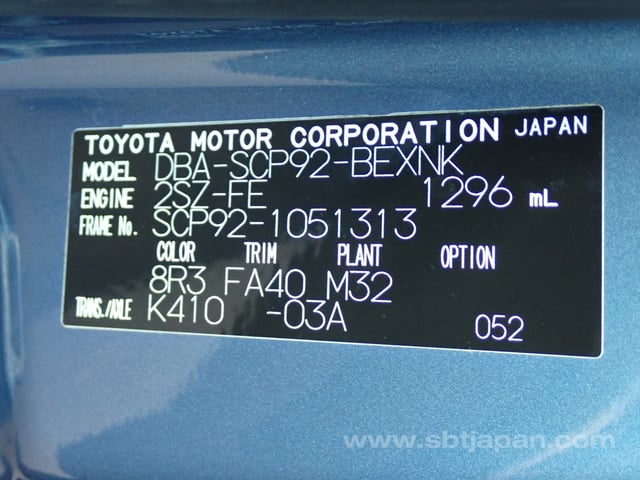 TOYOTA MOTOR CORPORATION JAPAN
MODEL DBA-SCP92-BEXNK
ENGINE 2SZ-FE 1296 mL
FRAME No. SCP92-1051313
COLOR TRIM PLANT OPTION
8R3 FA40 M32
TRANS./AXLE K410 -03A
052
www.sbtjapan.com